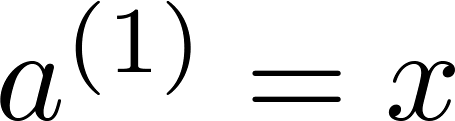 a^{(1)} = x